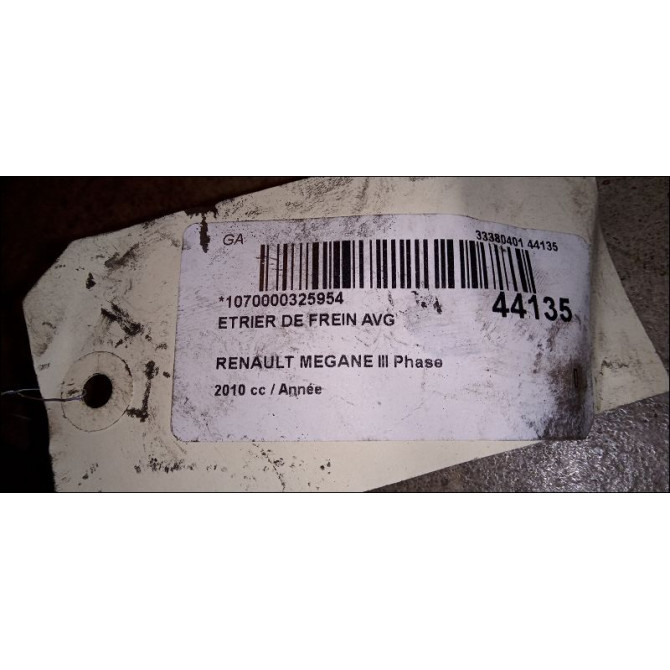 GA
33380401 44135
*1070000325954
44135
ETRIER DE FREIN AVG
RENAULT MEGANE III Phase
2010 cc / Année